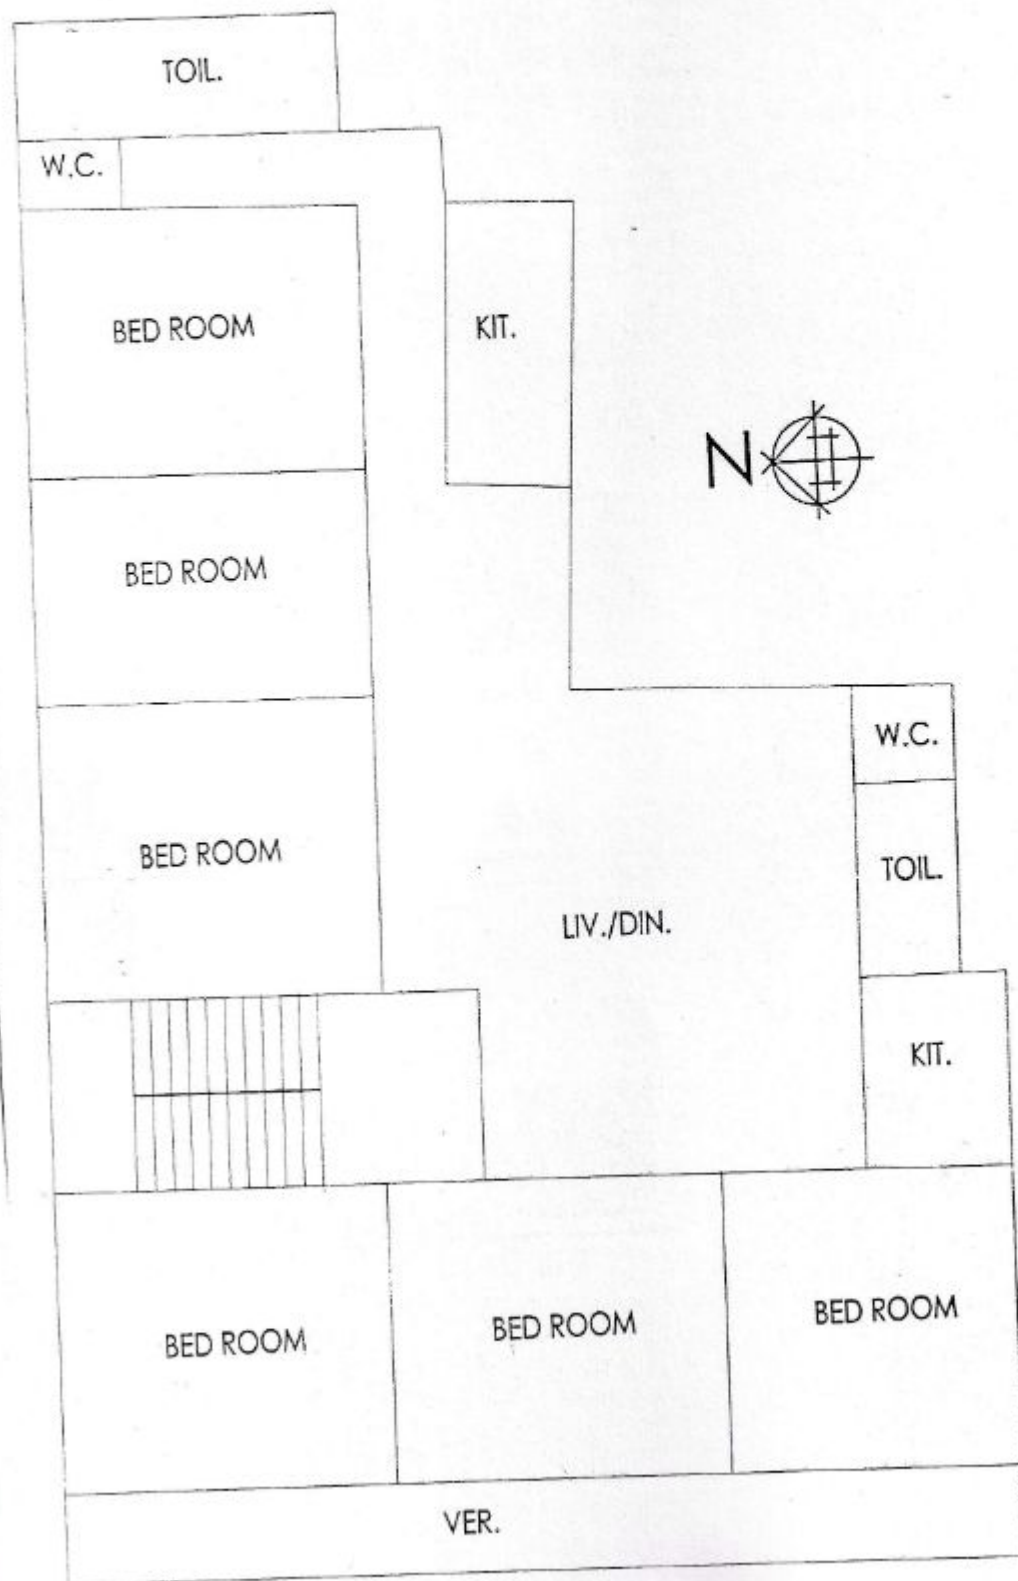 TOIL.
W.C.
BED ROOM
KIT.
N
BED ROOM
W.C.
BED ROOM
TOIL.
LIV./DIN.
KIT.
BED ROOM
BED ROOM
BED ROOM
VER.